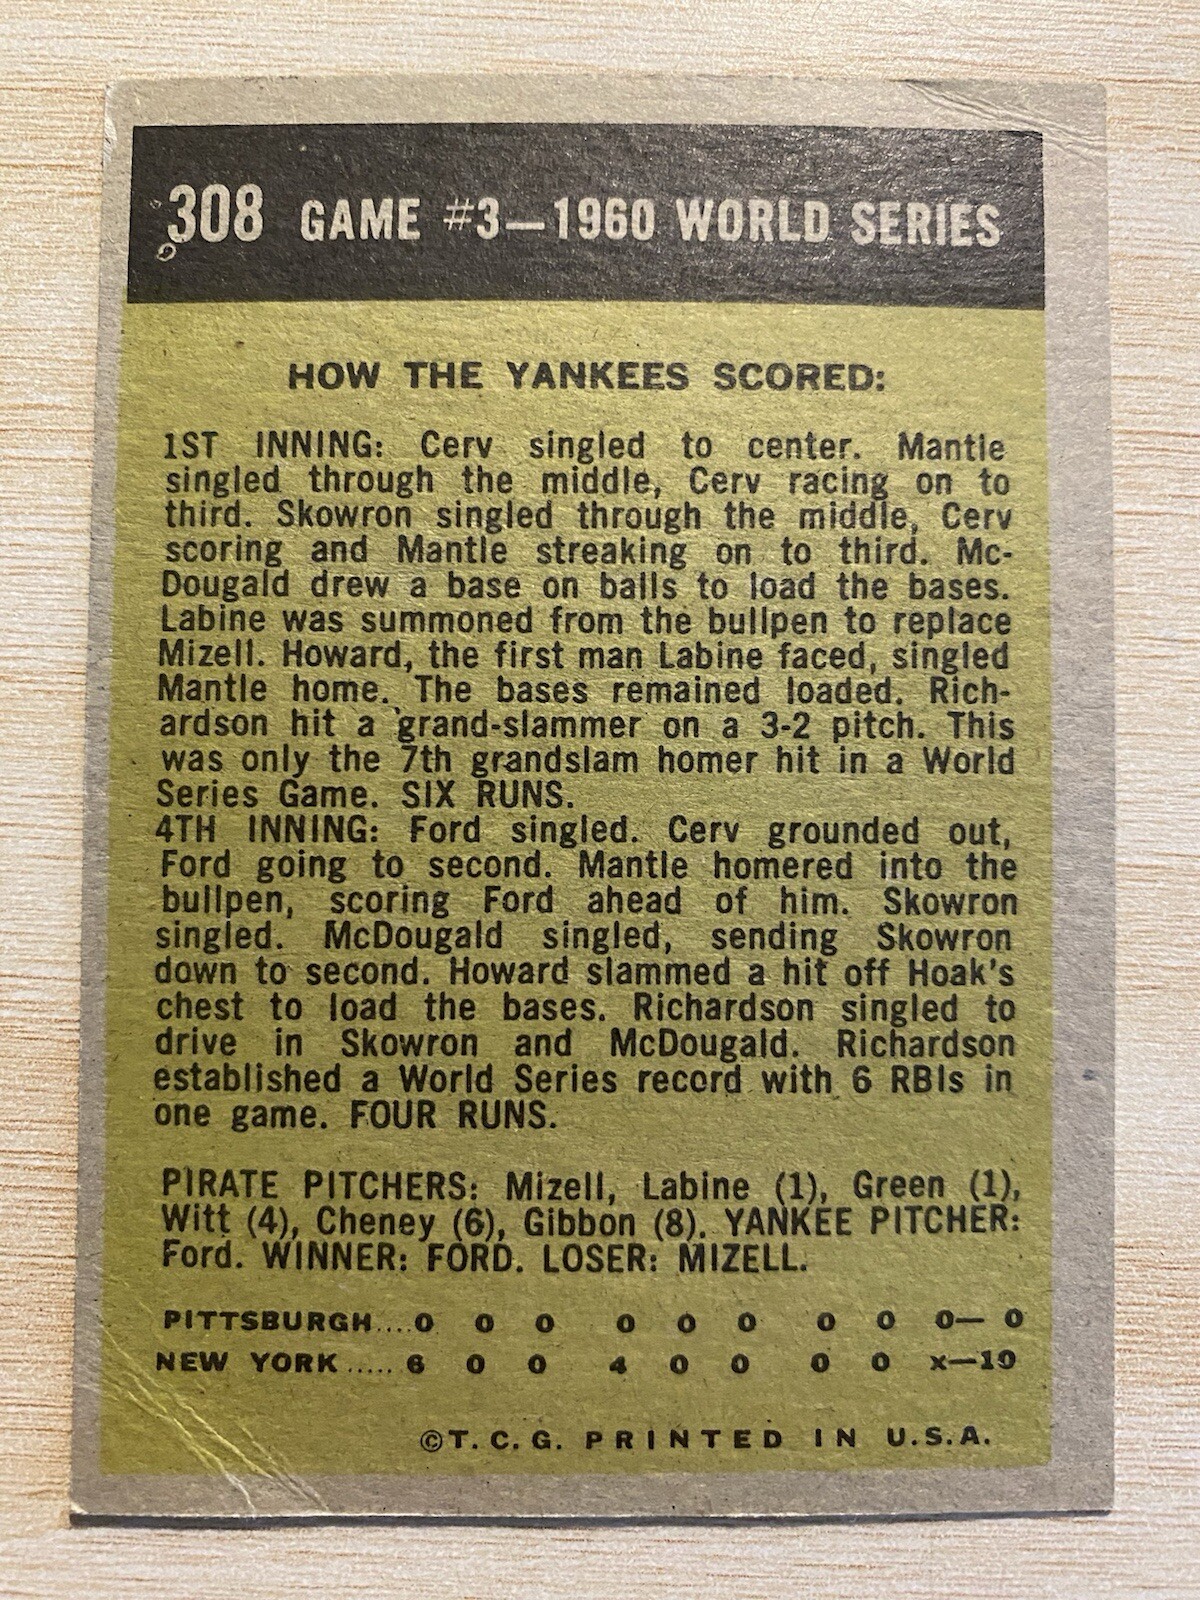 308 GAME #3—1960 WORLD SERIES
HOW THE YANKEES SCORED:
1ST INNING: Cerv singled to center. Mantle
singled through the middle, Cerv racing on to
third. Skowron singled through the middle, Cerv
scoring and Mantle streaking on to third. Mc-
Dougald drew a base on balls to load the bases.
Labine was summoned from the bullpen to replace
Mizell. Howard, the first man Labine faced, singled
Mantle home. The bases remained loaded. Rich-
ardson hit a grand-slammer on a 3-2 pitch. This
was only the 7th grandslam homer hit in a World
Series Game. SIX RUNS.
4TH INNING: Ford singled. Cerv grounded out,
Ford going to second. Mantle homered into the
bullpen, scoring Ford ahead of him. Skowron
singled. McDougald singled, sending Skowron
down to second. Howard slammed a hit off Hoak's
chest to load the bases. Richardson singled to
drive in Skowron and McDougald. Richardson
established a World Series record with 6 RBIs in
one game. FOUR RUNS.
PIRATE PITCHERS: Mizell, Labine (1), Green (1),
Witt (4), Cheney (6), Gibbon (8). YANKEE PITCHER:
Ford. WINNER: FORD. LOSER: MIZELL.
PITTSBURGH....0 0 0 0 0 0 0 0 0— 0
NEW YORK.....6 0 0 4 0 0 0 0 x—10
©T.C.G. PRINTED IN U.S.A.